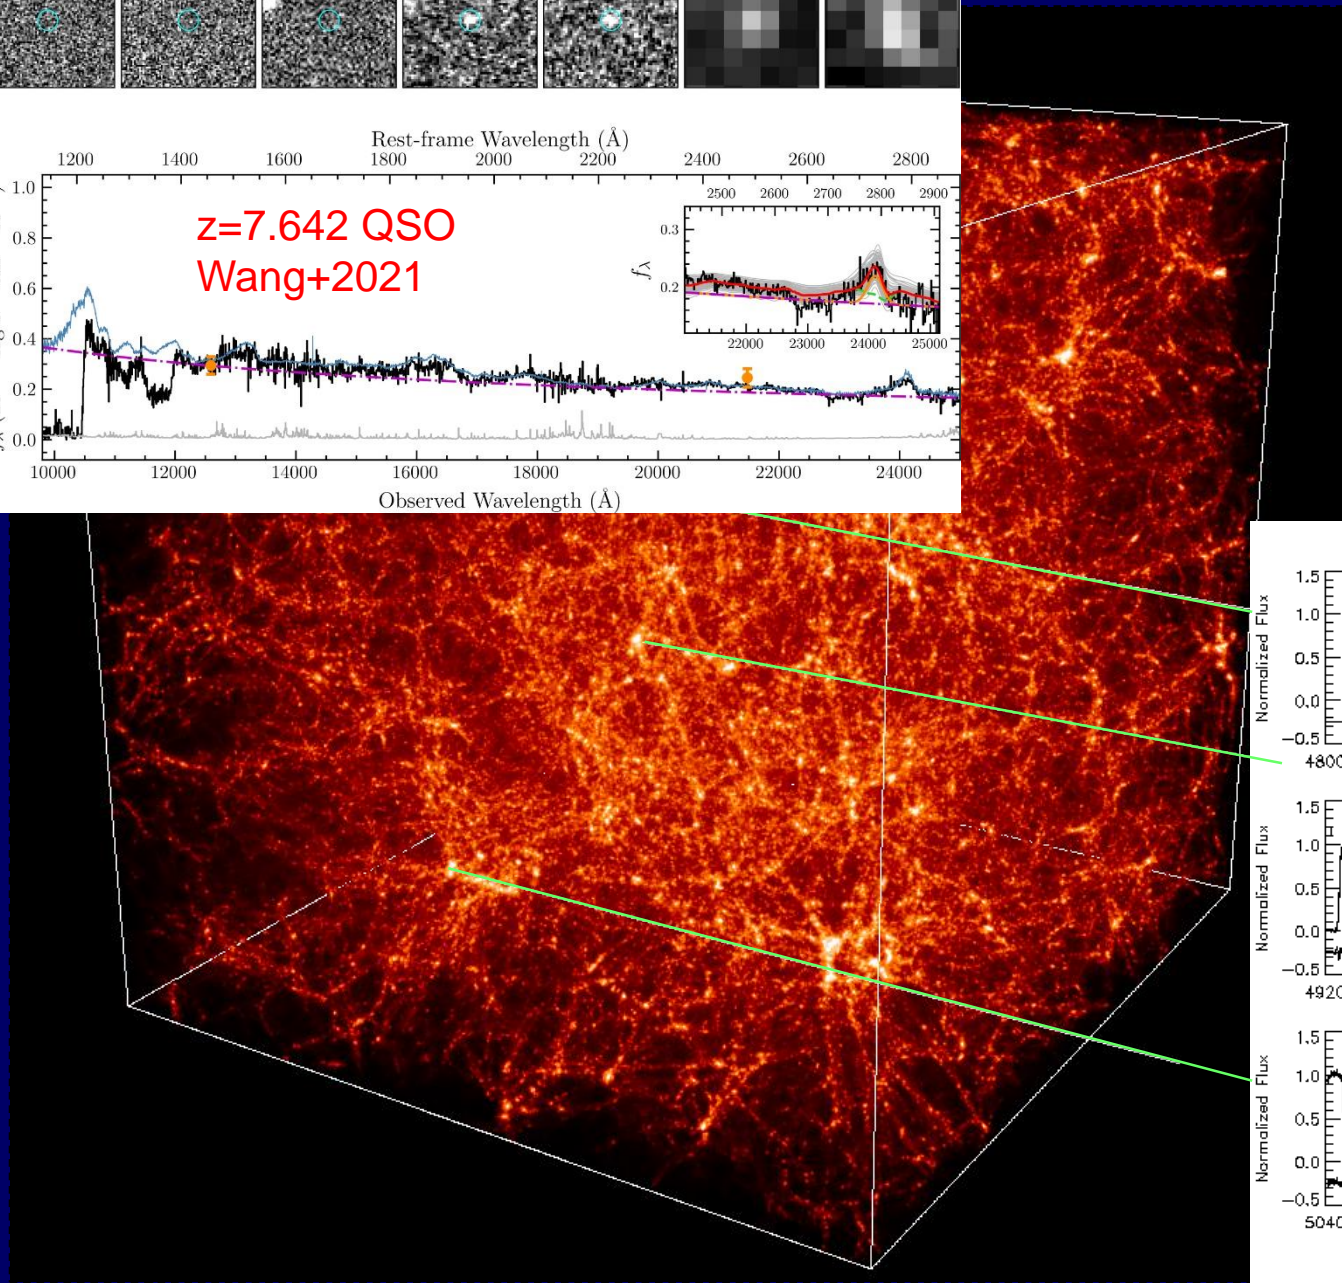 Rest-frame Wavelength (Å)
1200 1400 1600 1800 2000 2200 2400 2600 2800
z=7.642 QSO
Wang+2021
1.0
0.8
0.6
0.4
0.2
0.0
2500 2600 2700 2800 2900
fλ
0.3
0.2
22000 23000 24000 25000
10000 12000 14000 16000 18000 20000 22000 24000
Observed Wavelength (Å)
Normalized Flux
1.5
1.0
0.5
0.0
−0.5
4800
Normalized Flux
1.5
1.0
0.5
0.0
−0.5
4920
Normalized Flux
1.5
1.0
0.5
0.0
−0.5
5040